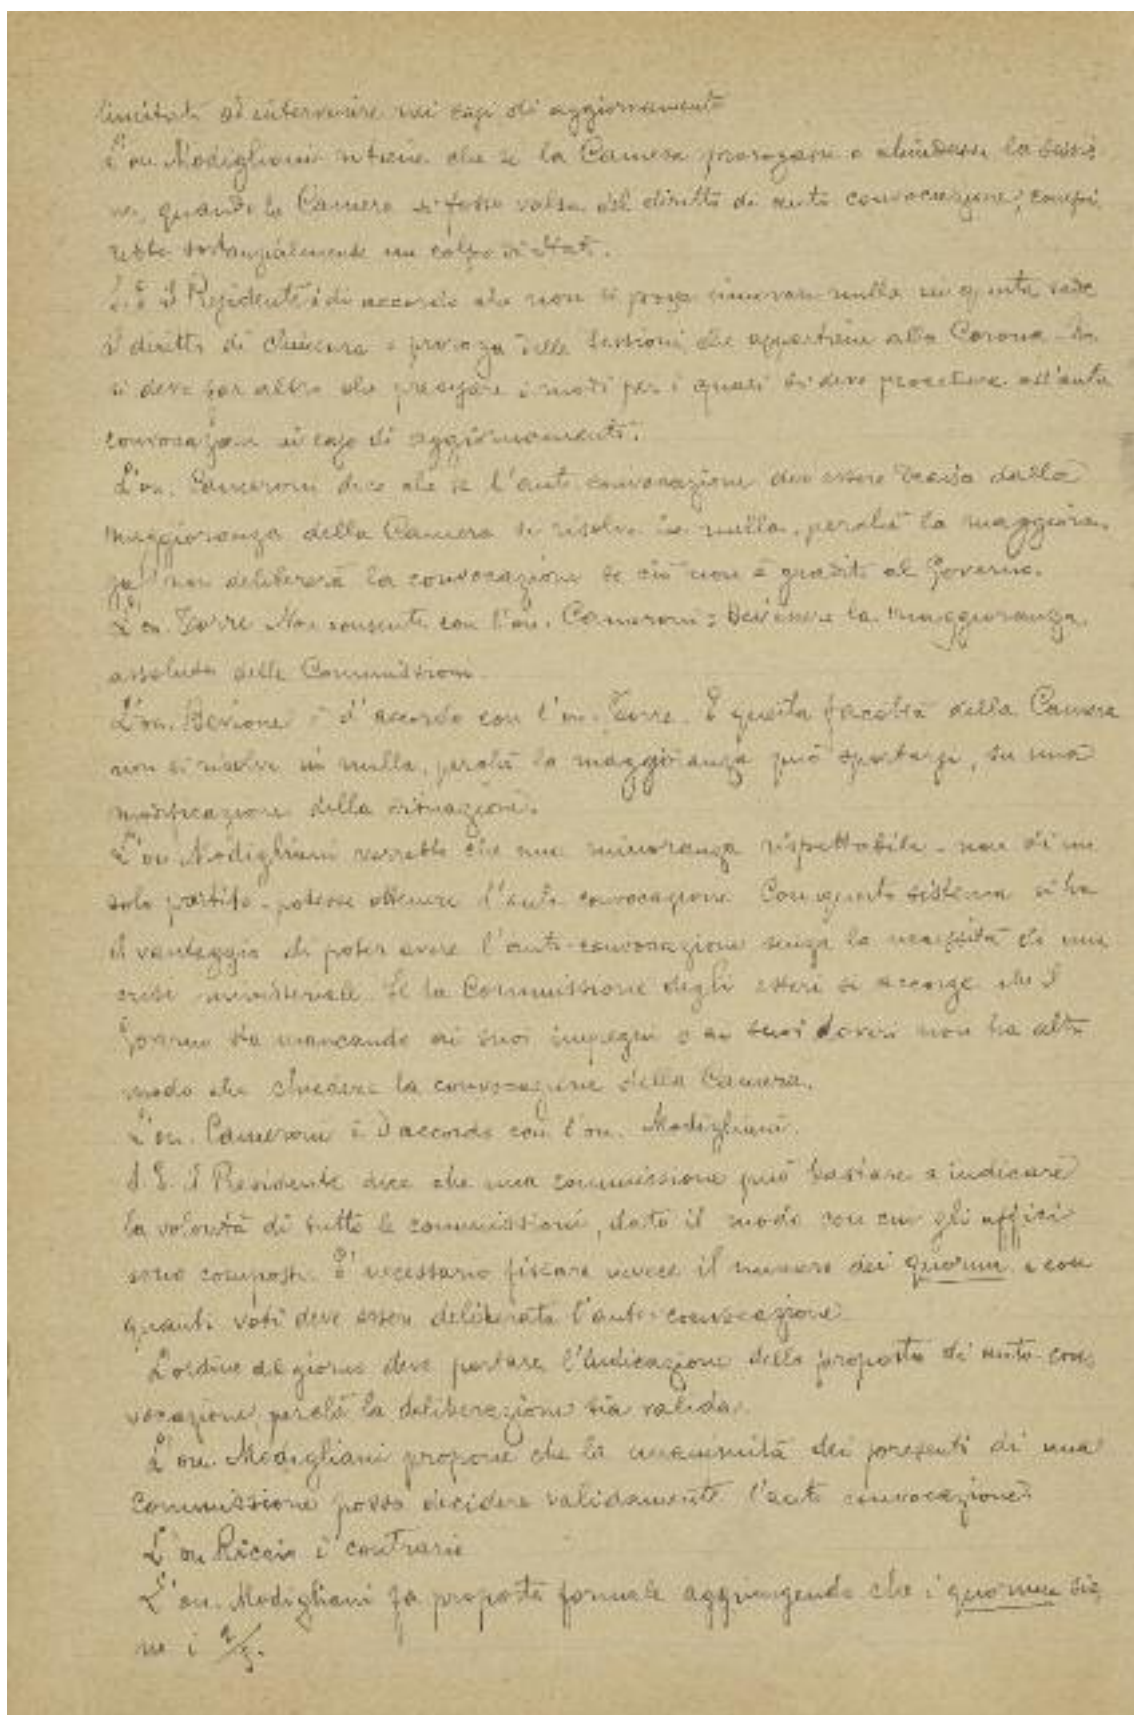 limitati ad intervenire nei casi di aggiornamento
L'on. Modigliani ritiene che se la Camera prorogasse o chiudesse la sessio
ne, quando la Camera si fosse valsa del diritto di auto convocazione, compi
rebbe sostanzialmente un colpo di Stato.
S. E. il Presidente è di accordo che non si possa innovare nulla in questa sede
il diritto di chiusura e proroga delle sessioni che appartiene alla Corona. Non
si deve far altro che precisare i modi per i quali si deve procedere all'auto
convocazione in caso di aggiornamento.
L'on. Cameroni dice che se l'auto convocazione deve essere decisa dalla
maggioranza della Camera si risolve in nulla, perchè la maggioran
za non delibererà la convocazione se ciò non è gradito al Governo.
L'on. Torre Non consente con l'on. Cameroni: Dev'essere la maggioranza
assoluta delle Commissioni.
L'on. Bevione è d'accordo con l'on. Torre. E questa facoltà della Camera
non si risolve in nulla, perchè la maggioranza può spostarsi, su una
modificazione della situazione.
L'on. Modigliani vorrebbe che una minoranza rispettabile - non di un
solo partito - potesse ottenere l'auto convocazione. Con questo sistema si ha
il vantaggio di poter avere l'auto-convocazione senza la necessità di una
crisi ministeriale. Se la Commissione degli esteri si accorge che il
Governo sta mancando ai suoi impegni o ai suoi doveri non ha altro
modo che chiedere la convocazione della Camera.
L'on. Cameroni è d'accordo con l'on. Modigliani.
S. E. il Presidente dice che una commissione può bastare a indicare
la volontà di tutte le commissioni, dato il modo con cui gli uffici
sono composti. E' necessario fissare invece il numero dei quorum e con
quanti voti deve essere deliberata l'auto-convocazione
L'ordine del giorno deve portare l'indicazione della proposta di auto con
vocazione, perchè la deliberazione sia valida.
L'on. Modigliani propone che la unanimità dei presenti di una
Commissione possa decidere validamente l'auto convocazione.
L'on Riccio è contrario
L'on. Modigliani fa proposta formale aggiungendo che i quorum sia
no i 2/3.